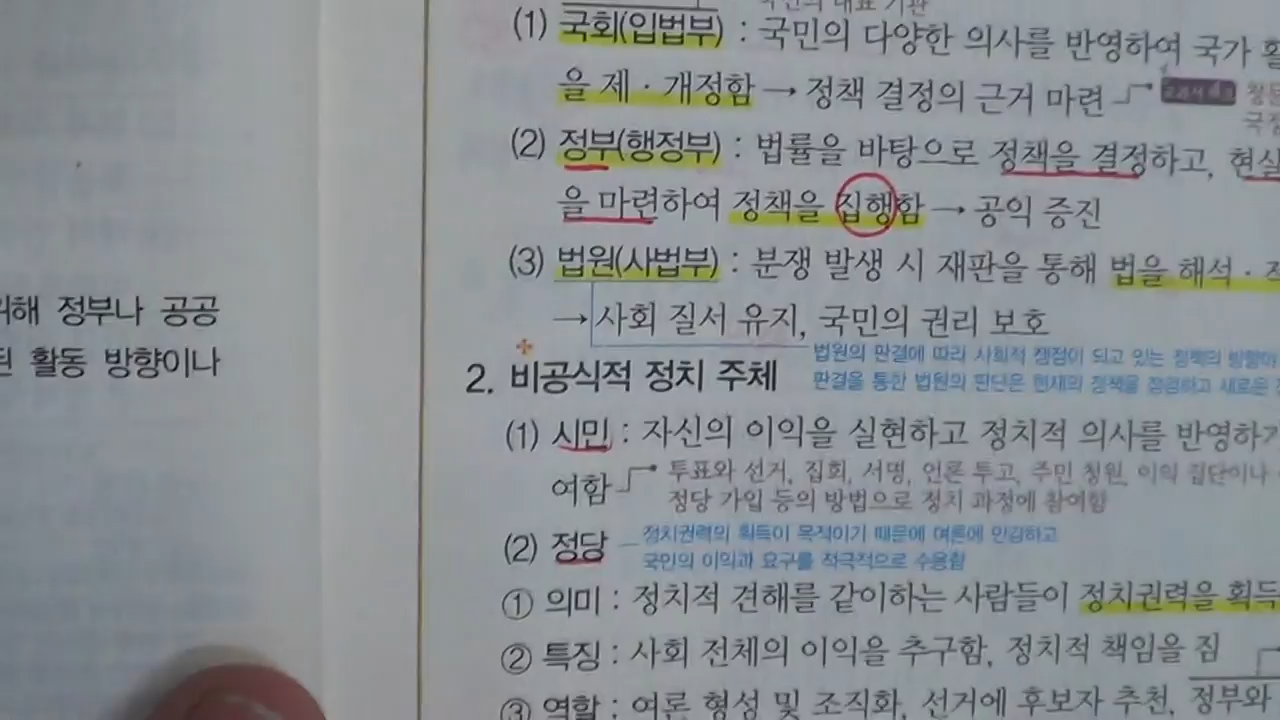 위해 정부나 공공
된 활동 방향이나
국민의 대표 기관
(1) 국회(입법부) : 국민의 다양한 의사를 반영하여 국가
을 제·개정함 → 정책 결정의 근거 마련
(2) 정부(행정부) : 법률을 바탕으로 정책을 결정하고, 현실
을 마련하여 정책을 집행함 → 공익 증진
(3) 법원(사법부) : 분쟁 발생 시 재판을 통해 법을 해석·
→ 사회 질서 유지, 국민의 권리 보호
법원의 판결에 따라 사회적 쟁점이 되고 있는 정책의 방향이
판결을 통한 법원의 판단은 현재의 정책을 점검하고 새로운
2. 비공식적 정치 주체
(1) 시민 : 자신의 이익을 실현하고 정치적 의사를 반영하기
여함
투표와 선거, 집회, 서명, 언론 투고, 주민 청원, 이익 집단이나
정당 가입 등의 방법으로 정치 과정에 참여함
(2) 정당
정치권력의 획득이 목적이기 때문에 여론에 민감하고
국민의 이익과 요구를 적극적으로 수용함
① 의미 : 정치적 견해를 같이하는 사람들이 정치권력을 획득
② 특징 : 사회 전체의 이익을 추구함, 정치적 책임을 짐
③ 역할 : 여론 형성 및 조직화, 선거에 후보자 추천, 정부와